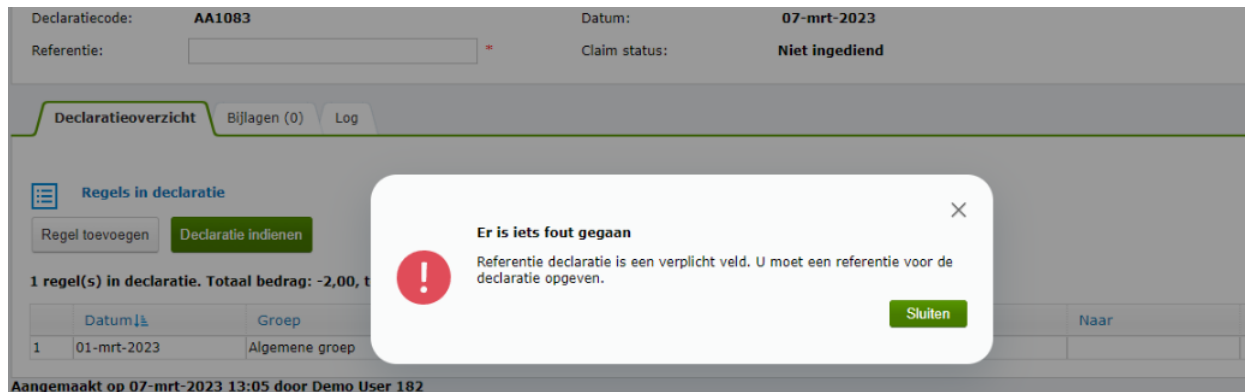 Declaratiecode: AA1083 Datum: 07-mrt-2023
Referentie: * Claim status: Niet ingediend
Declaratieoverzicht Bijlagen (0) Log
Regels in declaratie
Regel toevoegen Declaratie indienen
Er is iets fout gegaan
Referentie declaratie is een verplicht veld. U moet een referentie voor de
declaratie opgeven.
Sluiten
1 regel(s) in declaratie. Totaal bedrag: -2,00, t
Datum Groep Naar
1 01-mrt-2023 Algemene groep
Aangemaakt op 07-mrt-2023 13:05 door Demo User 182